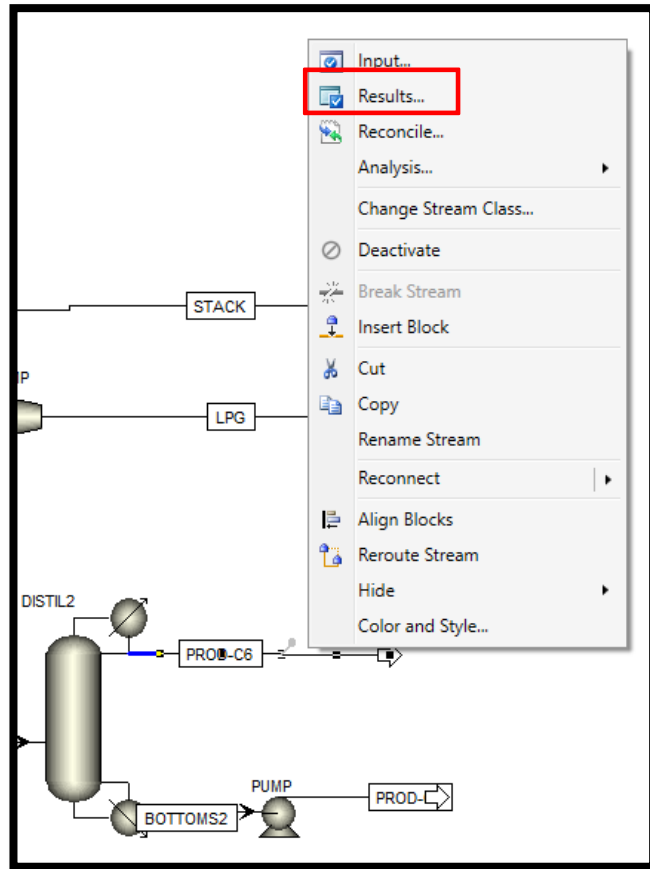 Input...
Results...
Reconcile...
Analysis...
Change Stream Class...
Deactivate
Break Stream
Insert Block
Cut
Copy
Rename Stream
Reconnect
Align Blocks
Reroute Stream
Hide
Color and Style...
STACK
MP
LPG
DISTIL2
PROD-C6
PUMP
PROD-
BOTTOMS2